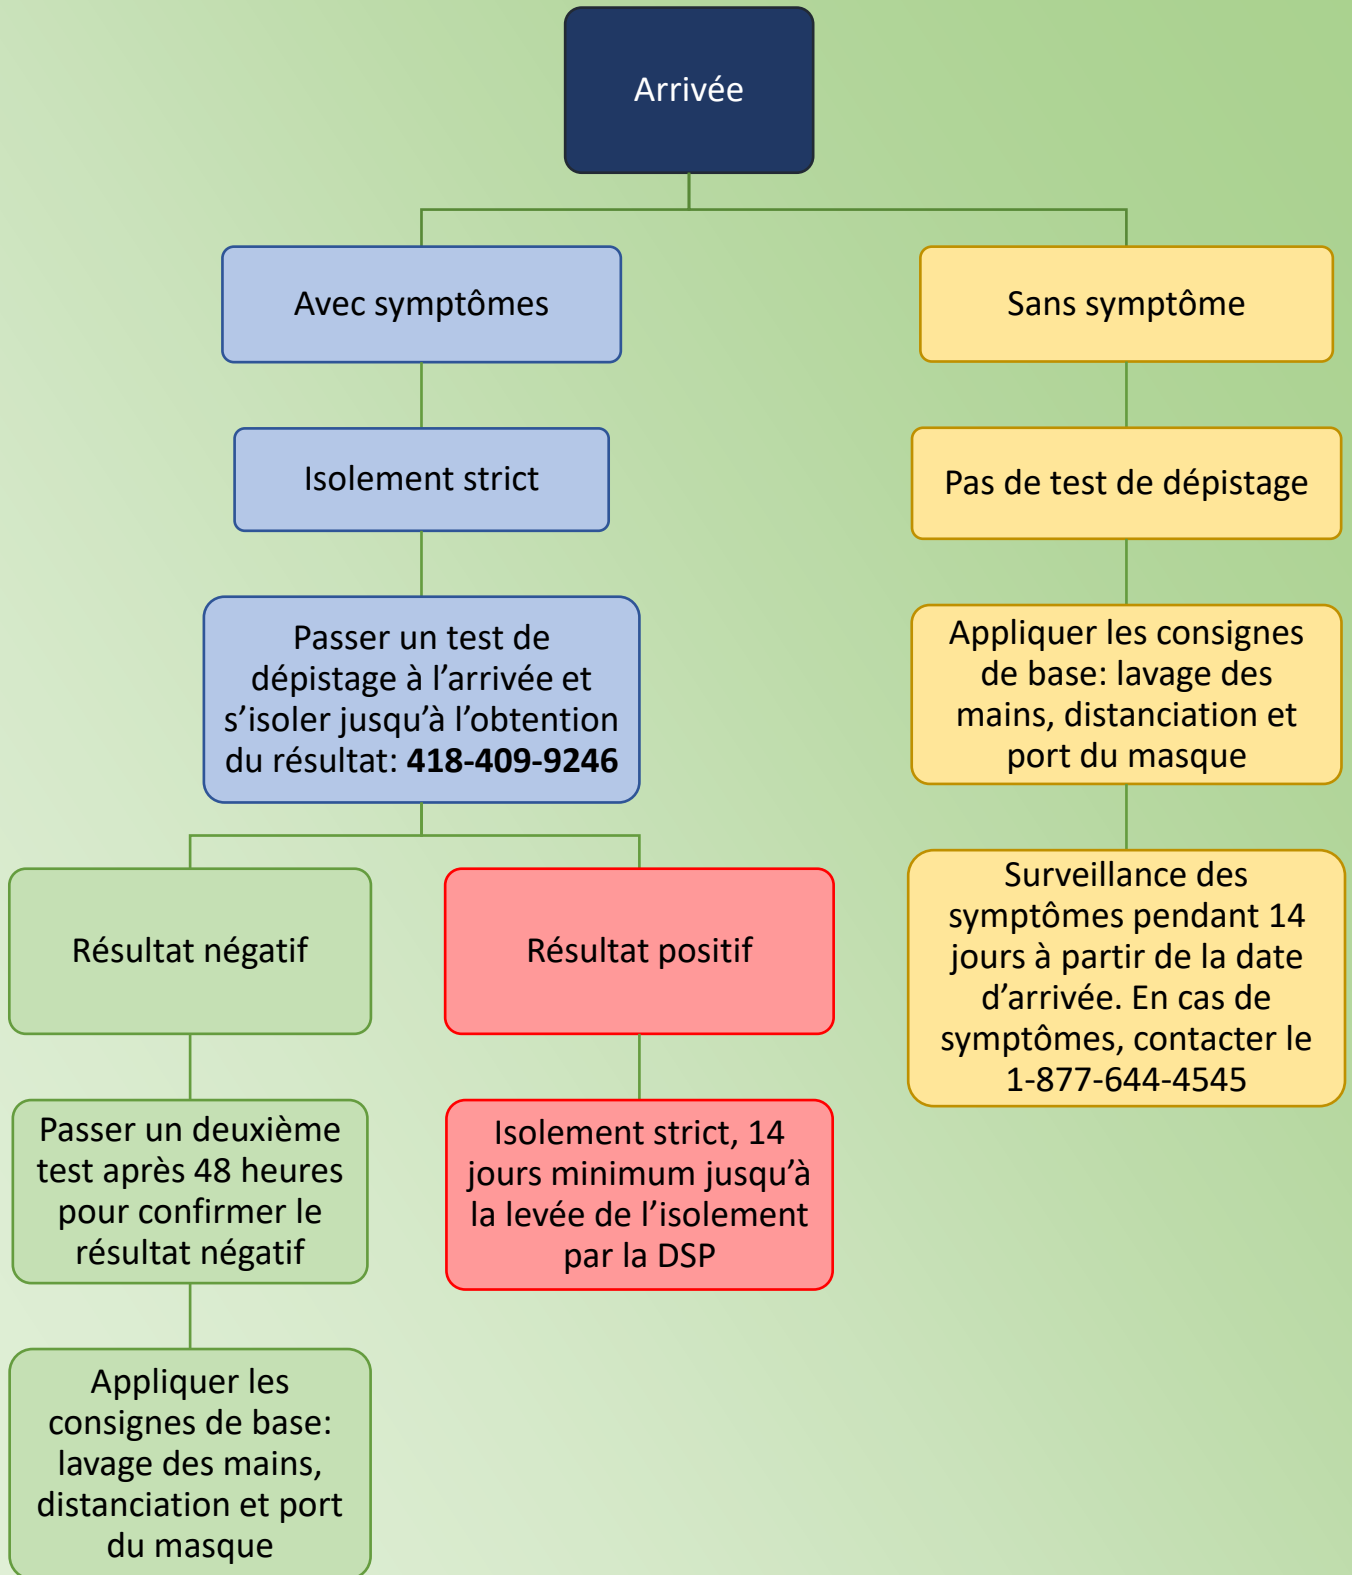 Arrivée
Avec symptômes
Isolement strict
Passer un test de
dépistage à l’arrivée et
s’isoler jusqu’à l’obtention
du résultat: 418-409-9246
Résultat négatif
Passer un deuxième
test après 48 heures
pour confirmer le
résultat négatif
Appliquer les
consignes de base:
lavage des mains,
distanciation et port
du masque
Résultat positif
Isolement strict, 14
jours minimum jusqu’à
la levée de l’isolement
par la DSP
Sans symptôme
Pas de test de dépistage
Appliquer les consignes
de base: lavage des
mains, distanciation et
port du masque
Surveillance des
symptômes pendant 14
jours à partir de la date
d’arrivée. En cas de
symptômes, contacter le
1-877-644-4545